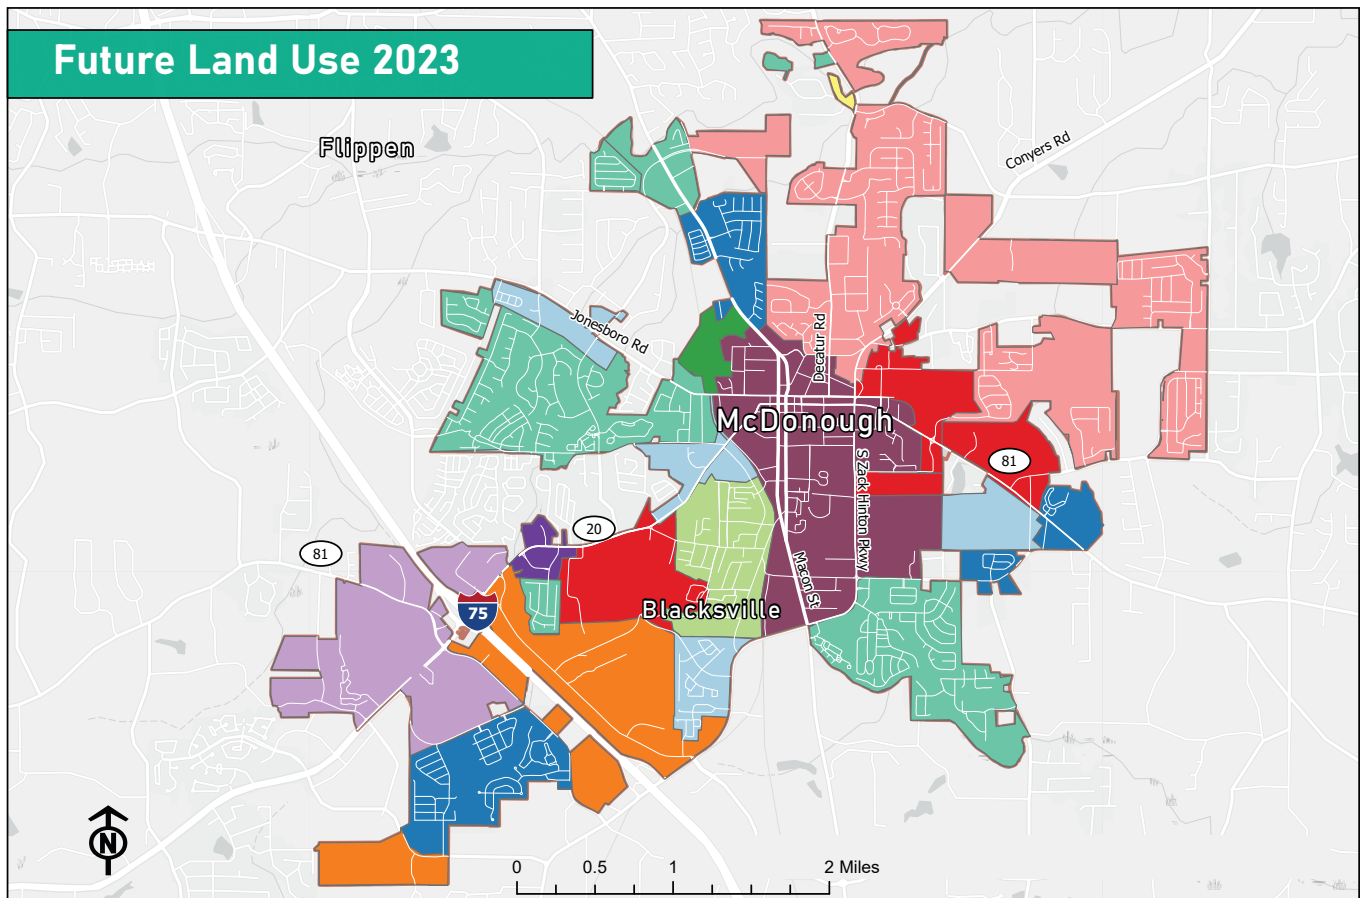 Future Land Use 2023
Flippen
Conyers Rd
Jonesboro Rd
Decatur Rd
McDonough
81
S Zack Hinton Pkwy
20
81
Macon St
75
Blacksville
N
0 0.5 1 2 Miles